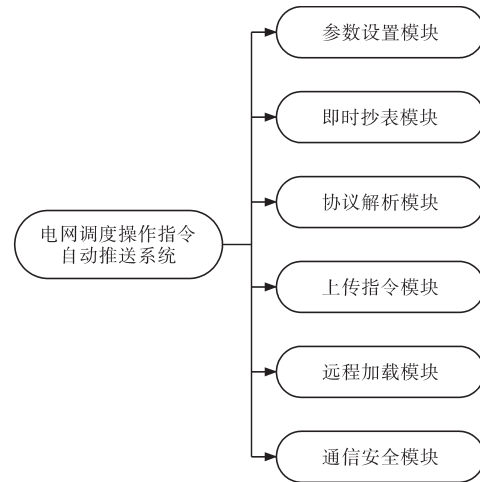 参数设置模块
即时抄表模块
协议解析模块
电网调度操作指令
自动推送系统
上传指令模块
远程加载模块
通信安全模块